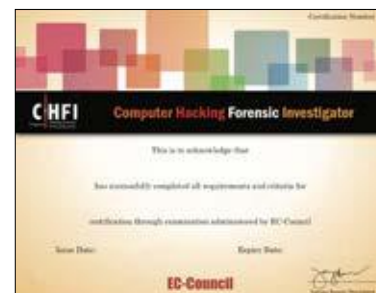 Certification Number
CHFI
Computer Hacking Forensic Investigator
This is to acknowledge that
has successfully completed all requirements and criteria for
certification through examination administered by EC-Council
Issue Date:
Expiry Date:
EC-Council